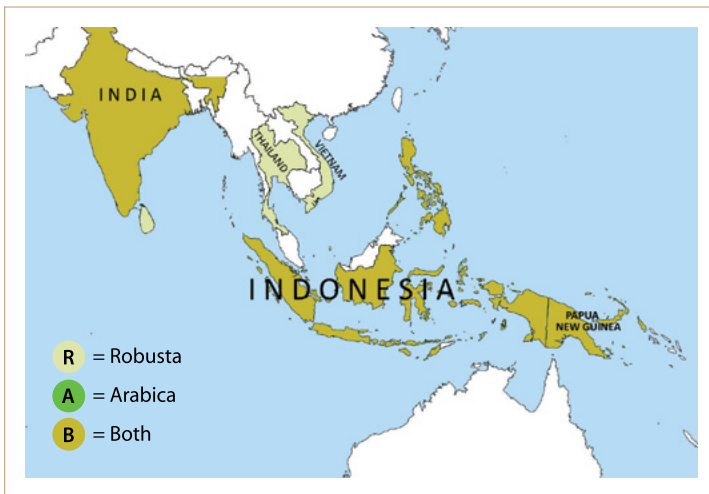 INDIA
THAILAND
VIETNAM
INDONESIA
PAPUA
NEW GUINEA
R = Robusta
A = Arabica
B = Both